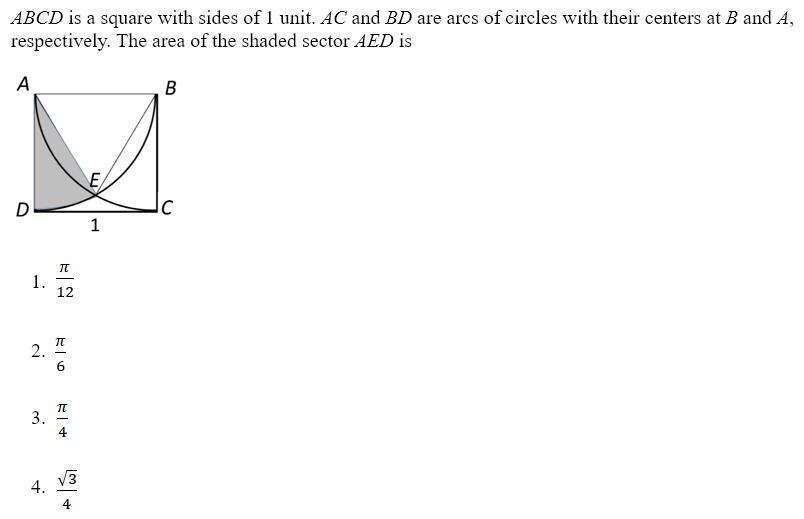 ABCD is a square with sides of 1 unit. AC and BD are arcs of circles with their centers at B and A,
respectively. The area of the shaded sector AED is
A
B
E
D
C
1
1. π/12
2. π/6
3. π/4
4. √3/4